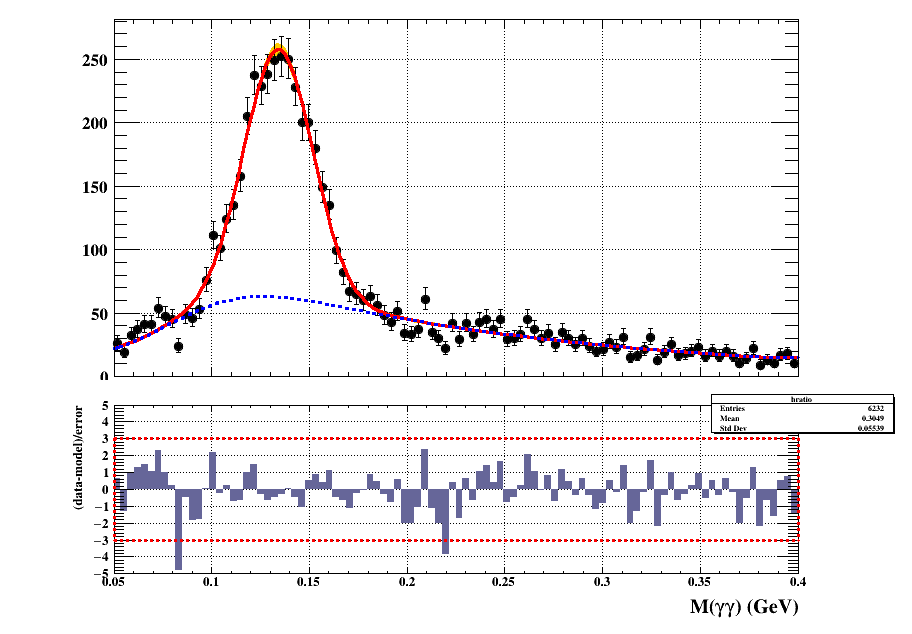 250
200
150
100
50
0
hratio
Entries 6232
Mean 0.3049
Std Dev 0.05539
(data-model)/error
5
4
3
2
1
0
−1
−2
−3
−4
−5
0.05 0.1 0.15 0.2 0.25 0.3 0.35 0.4
M(γγ) (GeV)